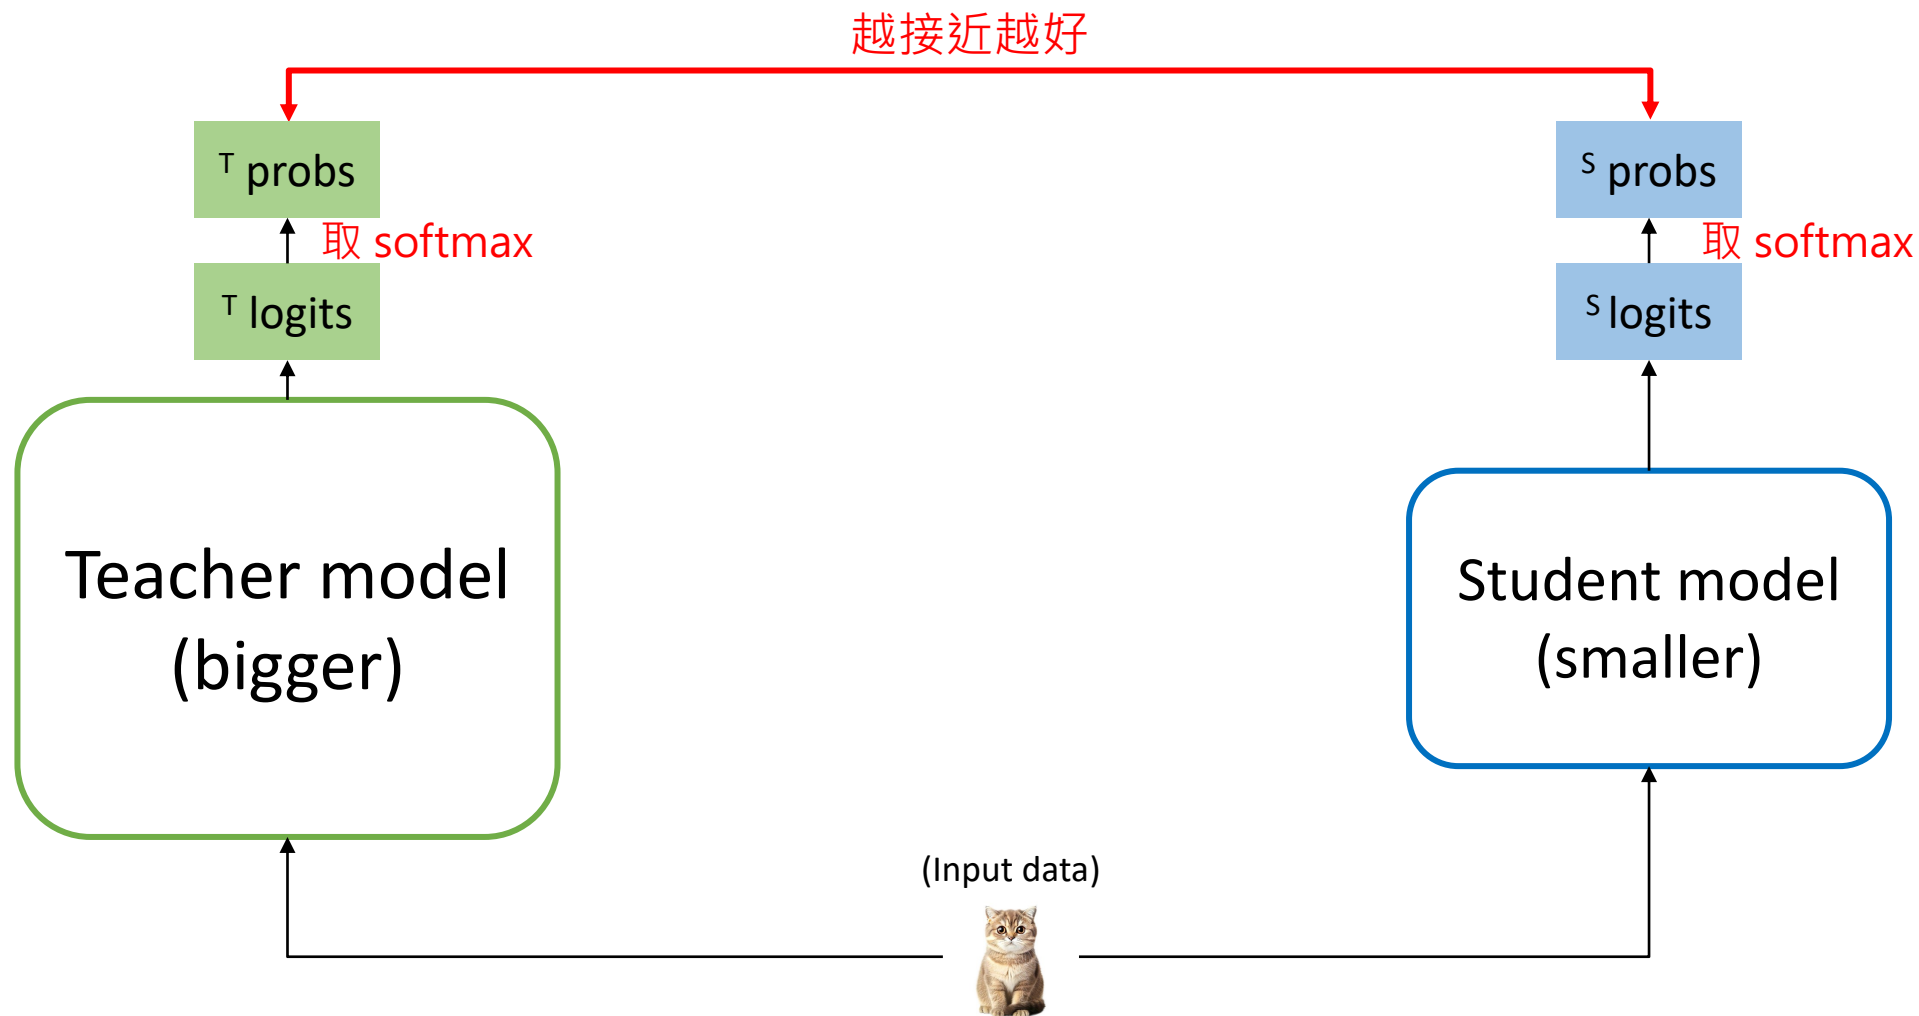 越接近越好
T probs
S probs
取 softmax
取 softmax
T logits
S logits
Teacher model
(bigger)
Student model
(smaller)
(Input data)